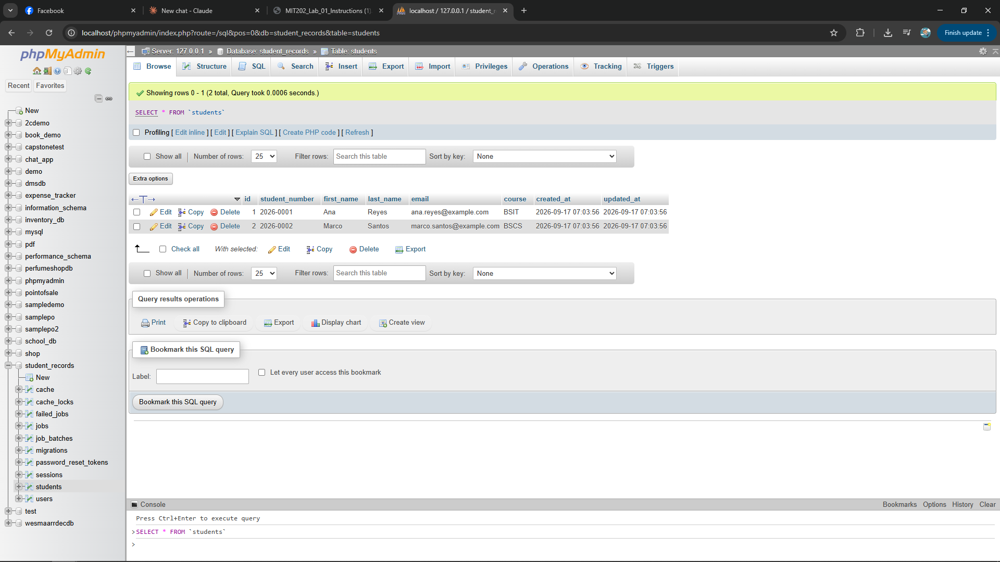 Facebook
New chat - Claude
MIT202_Lab_01_Instructions (1)
localhost / 127.0.0.1 / student_r
localhost/phpmyadmin/index.php?route=/sql&pos=0&db=student_records&table=students
Finish update
phpMyAdmin
Recent
Favorites
New
2cdemo
book_demo
capstonetest
chat_app
demo
dmsdb
expense_tracker
information_schema
inventory_db
mysql
pdf
performance_schema
perfumeshopdb
phpmyadmin
pointofsale
sampledemo
samplepo
samplepo2
school_db
shop
student_records
New
cache
cache_locks
failed_jobs
jobs
job_batches
migrations
password_reset_tokens
sessions
students
users
test
wesmaarrdecdb
Server: 127.0.0.1 » Database: student_records » Table: students
Browse Structure SQL Search Insert Export Import Privileges Operations Tracking Triggers
Showing rows 0 - 1 (2 total, Query took 0.0006 seconds.)
SELECT * FROM `students`
Profiling [ Edit inline ] [ Edit ] [ Explain SQL ] [ Create PHP code ] [ Refresh ]
Show all Number of rows: 25 Filter rows: Search this table Sort by key: None
Extra options
id student_number first_name last_name email course created_at updated_at
Edit Copy Delete 1 2026-0001 Ana Reyes ana.reyes@example.com BSIT 2026-09-17 07:03:56 2026-09-17 07:03:56
Edit Copy Delete 2 2026-0002 Marco Santos marco.santos@example.com BSCS 2026-09-17 07:03:56 2026-09-17 07:03:56
Check all With selected: Edit Copy Delete Export
Show all Number of rows: 25 Filter rows: Search this table Sort by key: None
Query results operations
Print Copy to clipboard Export Display chart Create view
Bookmark this SQL query
Label: Let every user access this bookmark
Bookmark this SQL query
Console Bookmarks Options History Clear
Press Ctrl+Enter to execute query
>SELECT * FROM `students`
>